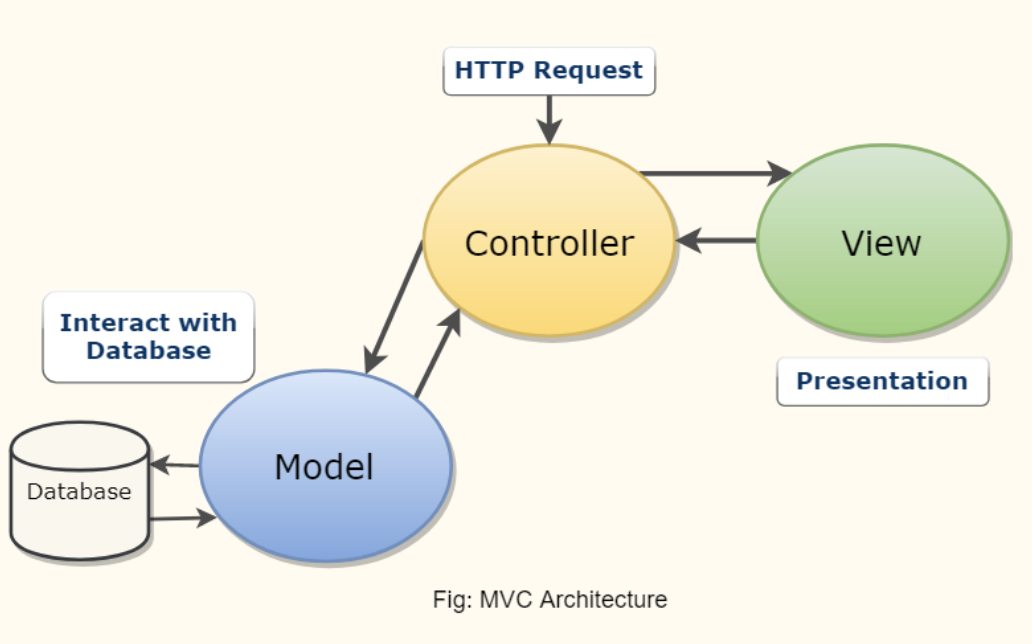 HTTP Request
Controller
View
Interact with
Database
Presentation
Model
Database
Fig: MVC Architecture